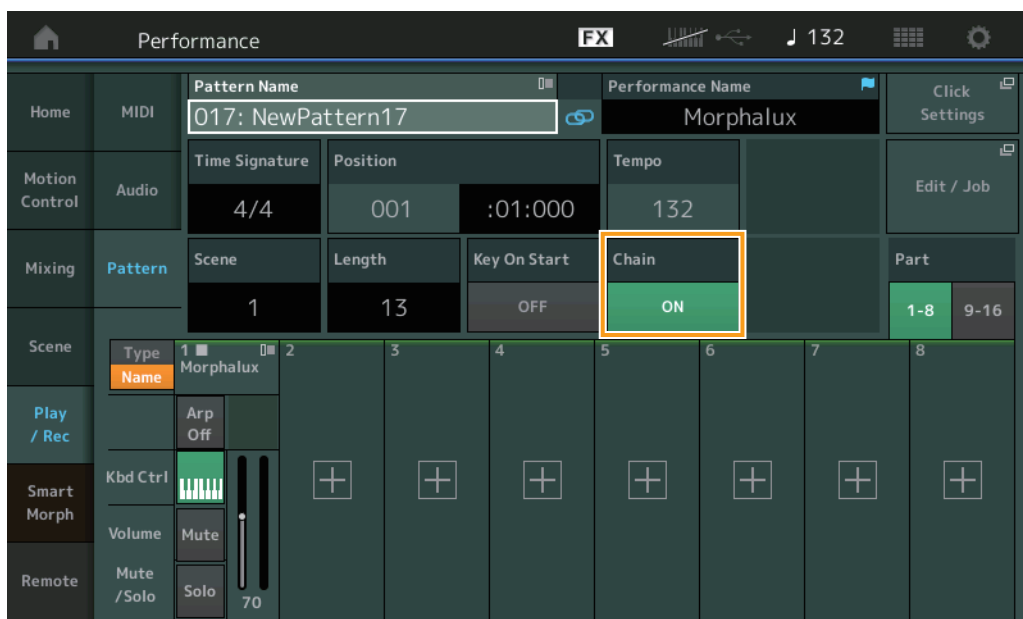 Performance
FX
132
Home
Motion
Control
Mixing
Scene
Play
/ Rec
Smart
Morph
Remote
MIDI
Audio
Pattern
Pattern Name
017: NewPattern17
Performance Name
Morphalux
Click
Settings
Time Signature
4/4
Position
001
:01:000
Tempo
132
Edit / Job
Scene
1
Length
13
Key On Start
OFF
Chain
ON
Part
1-8
9-16
Type
Name
1
Morphalux
2
3
4
5
6
7
8
Arp
Off
Kbd Ctrl
Volume
Mute
Mute
/Solo
Solo
70